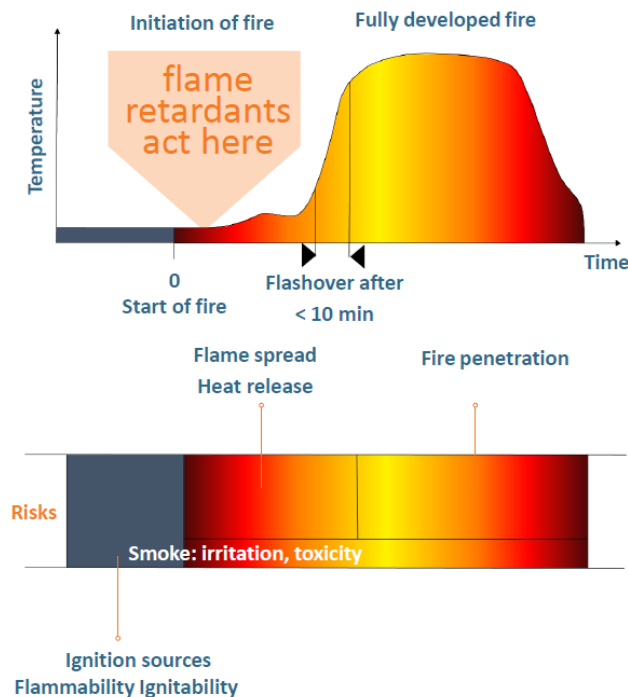 Initiation of fire
Fully developed fire
flame
retardants
act here
Temperature
Time
0
Start of fire
Flashover after
< 10 min
Flame spread
Heat release
Fire penetration
Risks
Smoke: irritation, toxicity
Ignition sources
Flammability Ignitability